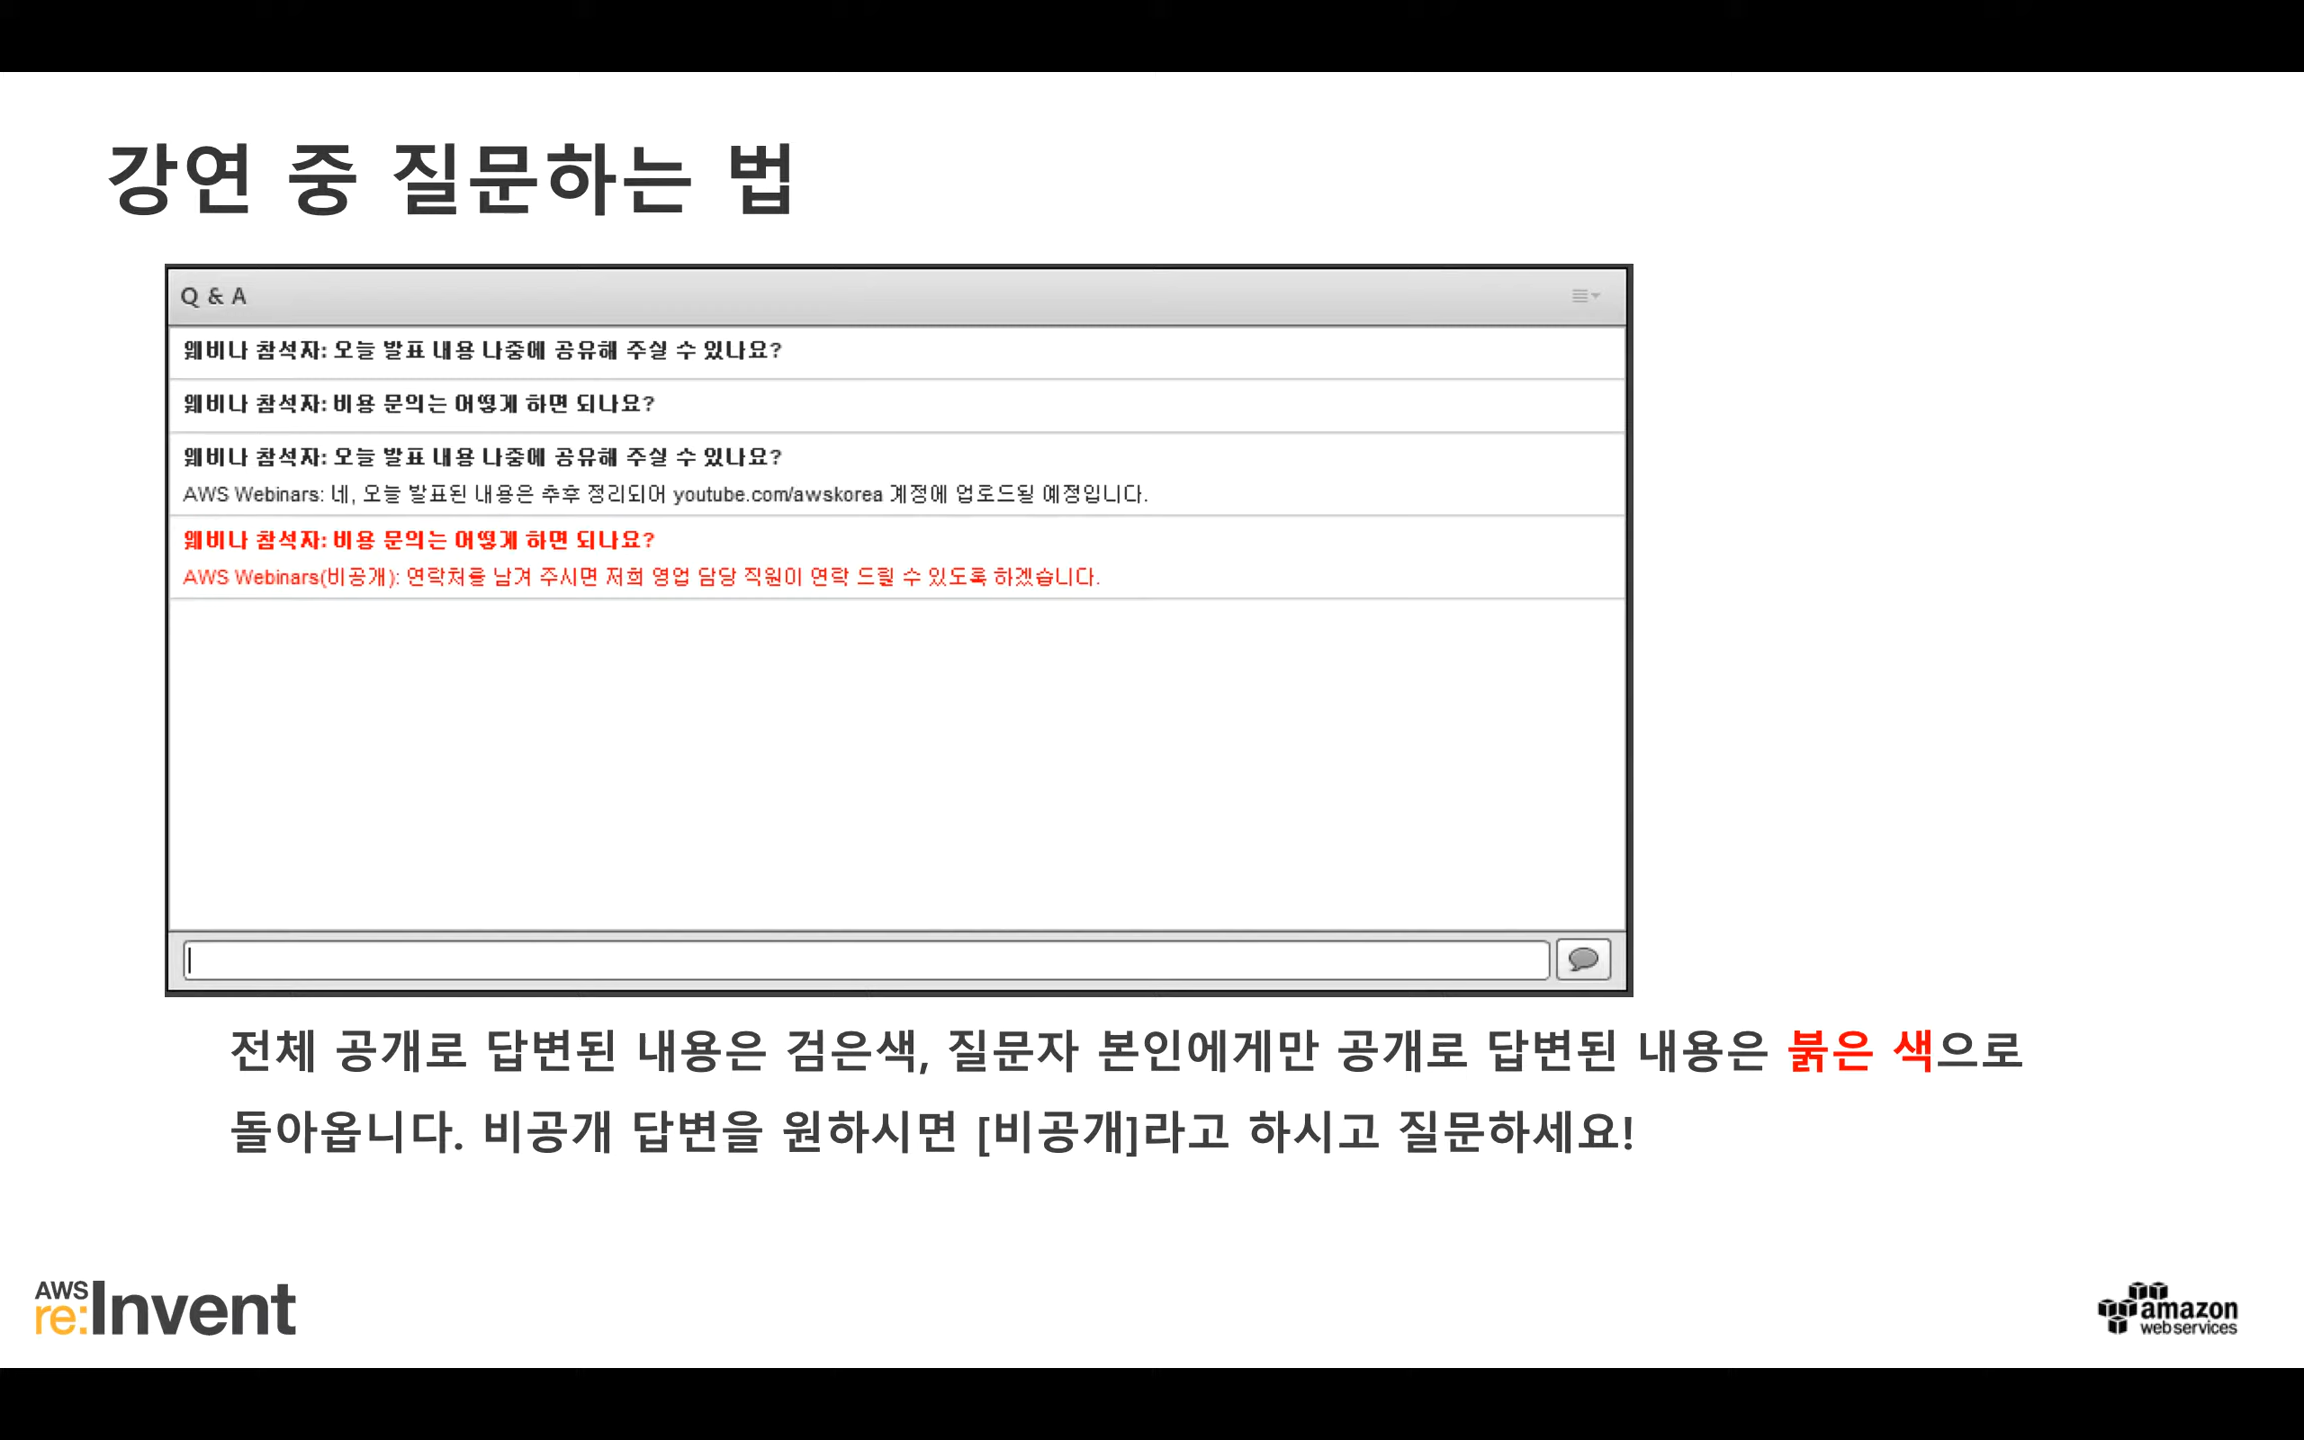 강연 중 질문하는 법
Q & A
웨비나 참석자: 오늘 발표 내용 나중에 공유해 주실 수 있나요?
웨비나 참석자: 비용 문의는 어떻게 하면 되나요?
웨비나 참석자: 오늘 발표 내용 나중에 공유해 주실 수 있나요?
AWS Webinars: 네, 오늘 발표된 내용은 추후 정리되어 youtube.com/awskorea 계정에 업로드될 예정입니다.
웨비나 참석자: 비용 문의는 어떻게 하면 되나요?
AWS Webinars(비공개): 연락처를 남겨 주시면 저희 영업 담당 직원이 연락 드릴 수 있도록 하겠습니다.
전체 공개로 답변된 내용은 검은색, 질문자 본인에게만 공개로 답변된 내용은 붉은 색으로
돌아옵니다. 비공개 답변을 원하시면 [비공개]라고 하시고 질문하세요!
AWS
re:Invent
amazon
web services